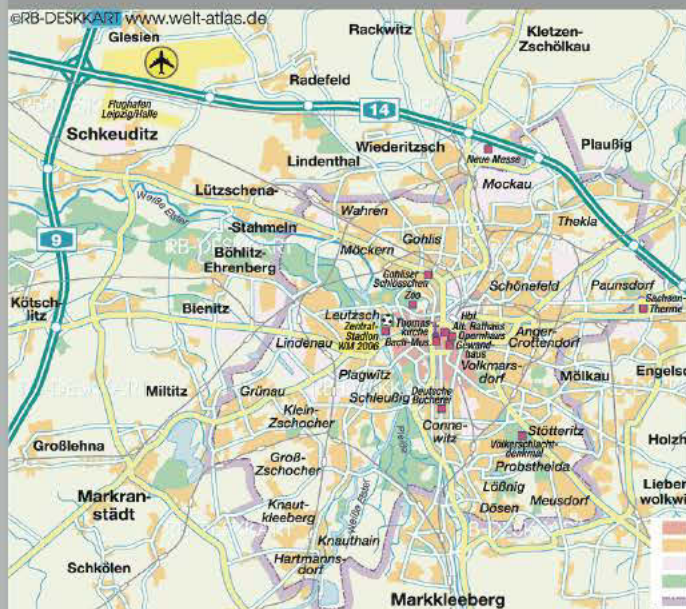 ©RB-DESKKART www.welt-atlas.de
Glesien
Rackwitz
Kletzen-
Zschölkau
Radefeld
Flughafen
Leipzig/Halle
14
Schkeuditz
Wiederitzsch
Plaußig
Neue Messe
Lindenthal
Mockau
Lützschena-
Weiße Elster
Wahren
Thekla
-Stahmeln
Gohlis
9
Möckern
Böhlitz-
Ehrenberg
Gohliser
Schlösschen
Schönefeld
Paunsdorf
Zoo
Kötsch-
litz
Bienitz
Sachsen-
Therme
Leutzsch
Zentral-
Stadion
WM 2006
Thomas-
kirche
Bach-Mus.
Hbf.
Alt. Rathaus
Opernhaus
Gewand-
haus
Anger-
Crottendorf
Lindenau
Volkmars-
dorf
Mölkau
Engelsd
Plagwitz
Miltitz
Grünau
Schleußig
Deutsche
Bücherei
Klein-
Zschocher
Conne-
witz
Stötteritz
Pleiße
Völkerschlacht-
denkmal
Großlehna
Holzh
Groß-
Zschocher
Probstheida
Lößnig
Lieber
wolkwi
Markran-
städt
Knaut-
kleeberg
Weiße Elster
Meusdorf
Dösen
Knauthain
Hartmanns-
dorf
Schkölen
Markkleeberg